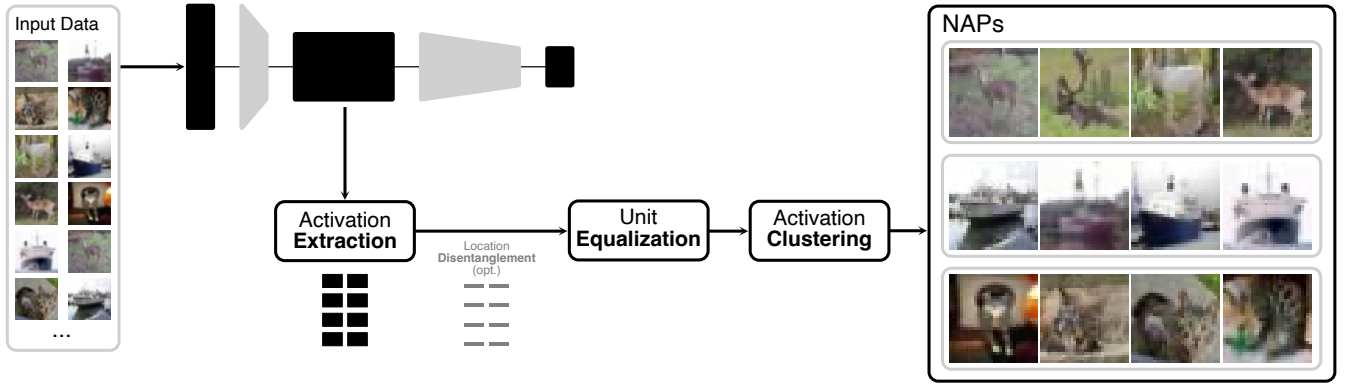 Input Data
...
Activation
Extraction
Location
Disentanglement
(opt.)
Unit
Equalization
Activation
Clustering
NAPs